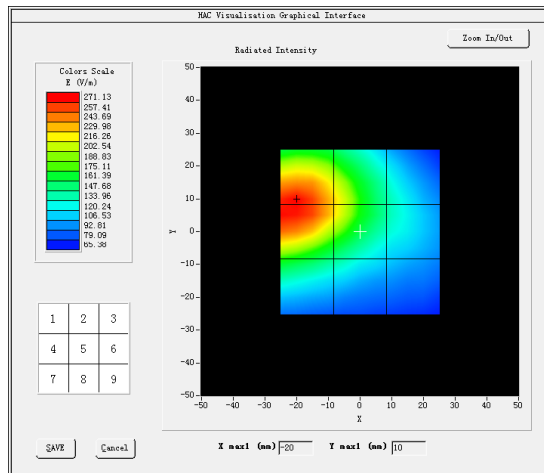 HAC Visualisation Graphical Interface
Zoom In/Out
Radiated Intensity
Colors Scale
E (V/m)
271.13
257.41
243.69
229.98
216.26
202.54
188.83
175.11
161.39
147.68
133.96
120.24
106.53
92.81
79.09
65.38
50
40
30
20
10
0
-10
-20
-30
-40
-50
Y
-50 -40 -30 -20 -10 0 10 20 30 40 50
X
1 2 3
4 5 6
7 8 9
SAVE Cancel
X max1 (mm) -20 Y max1 (mm) 10